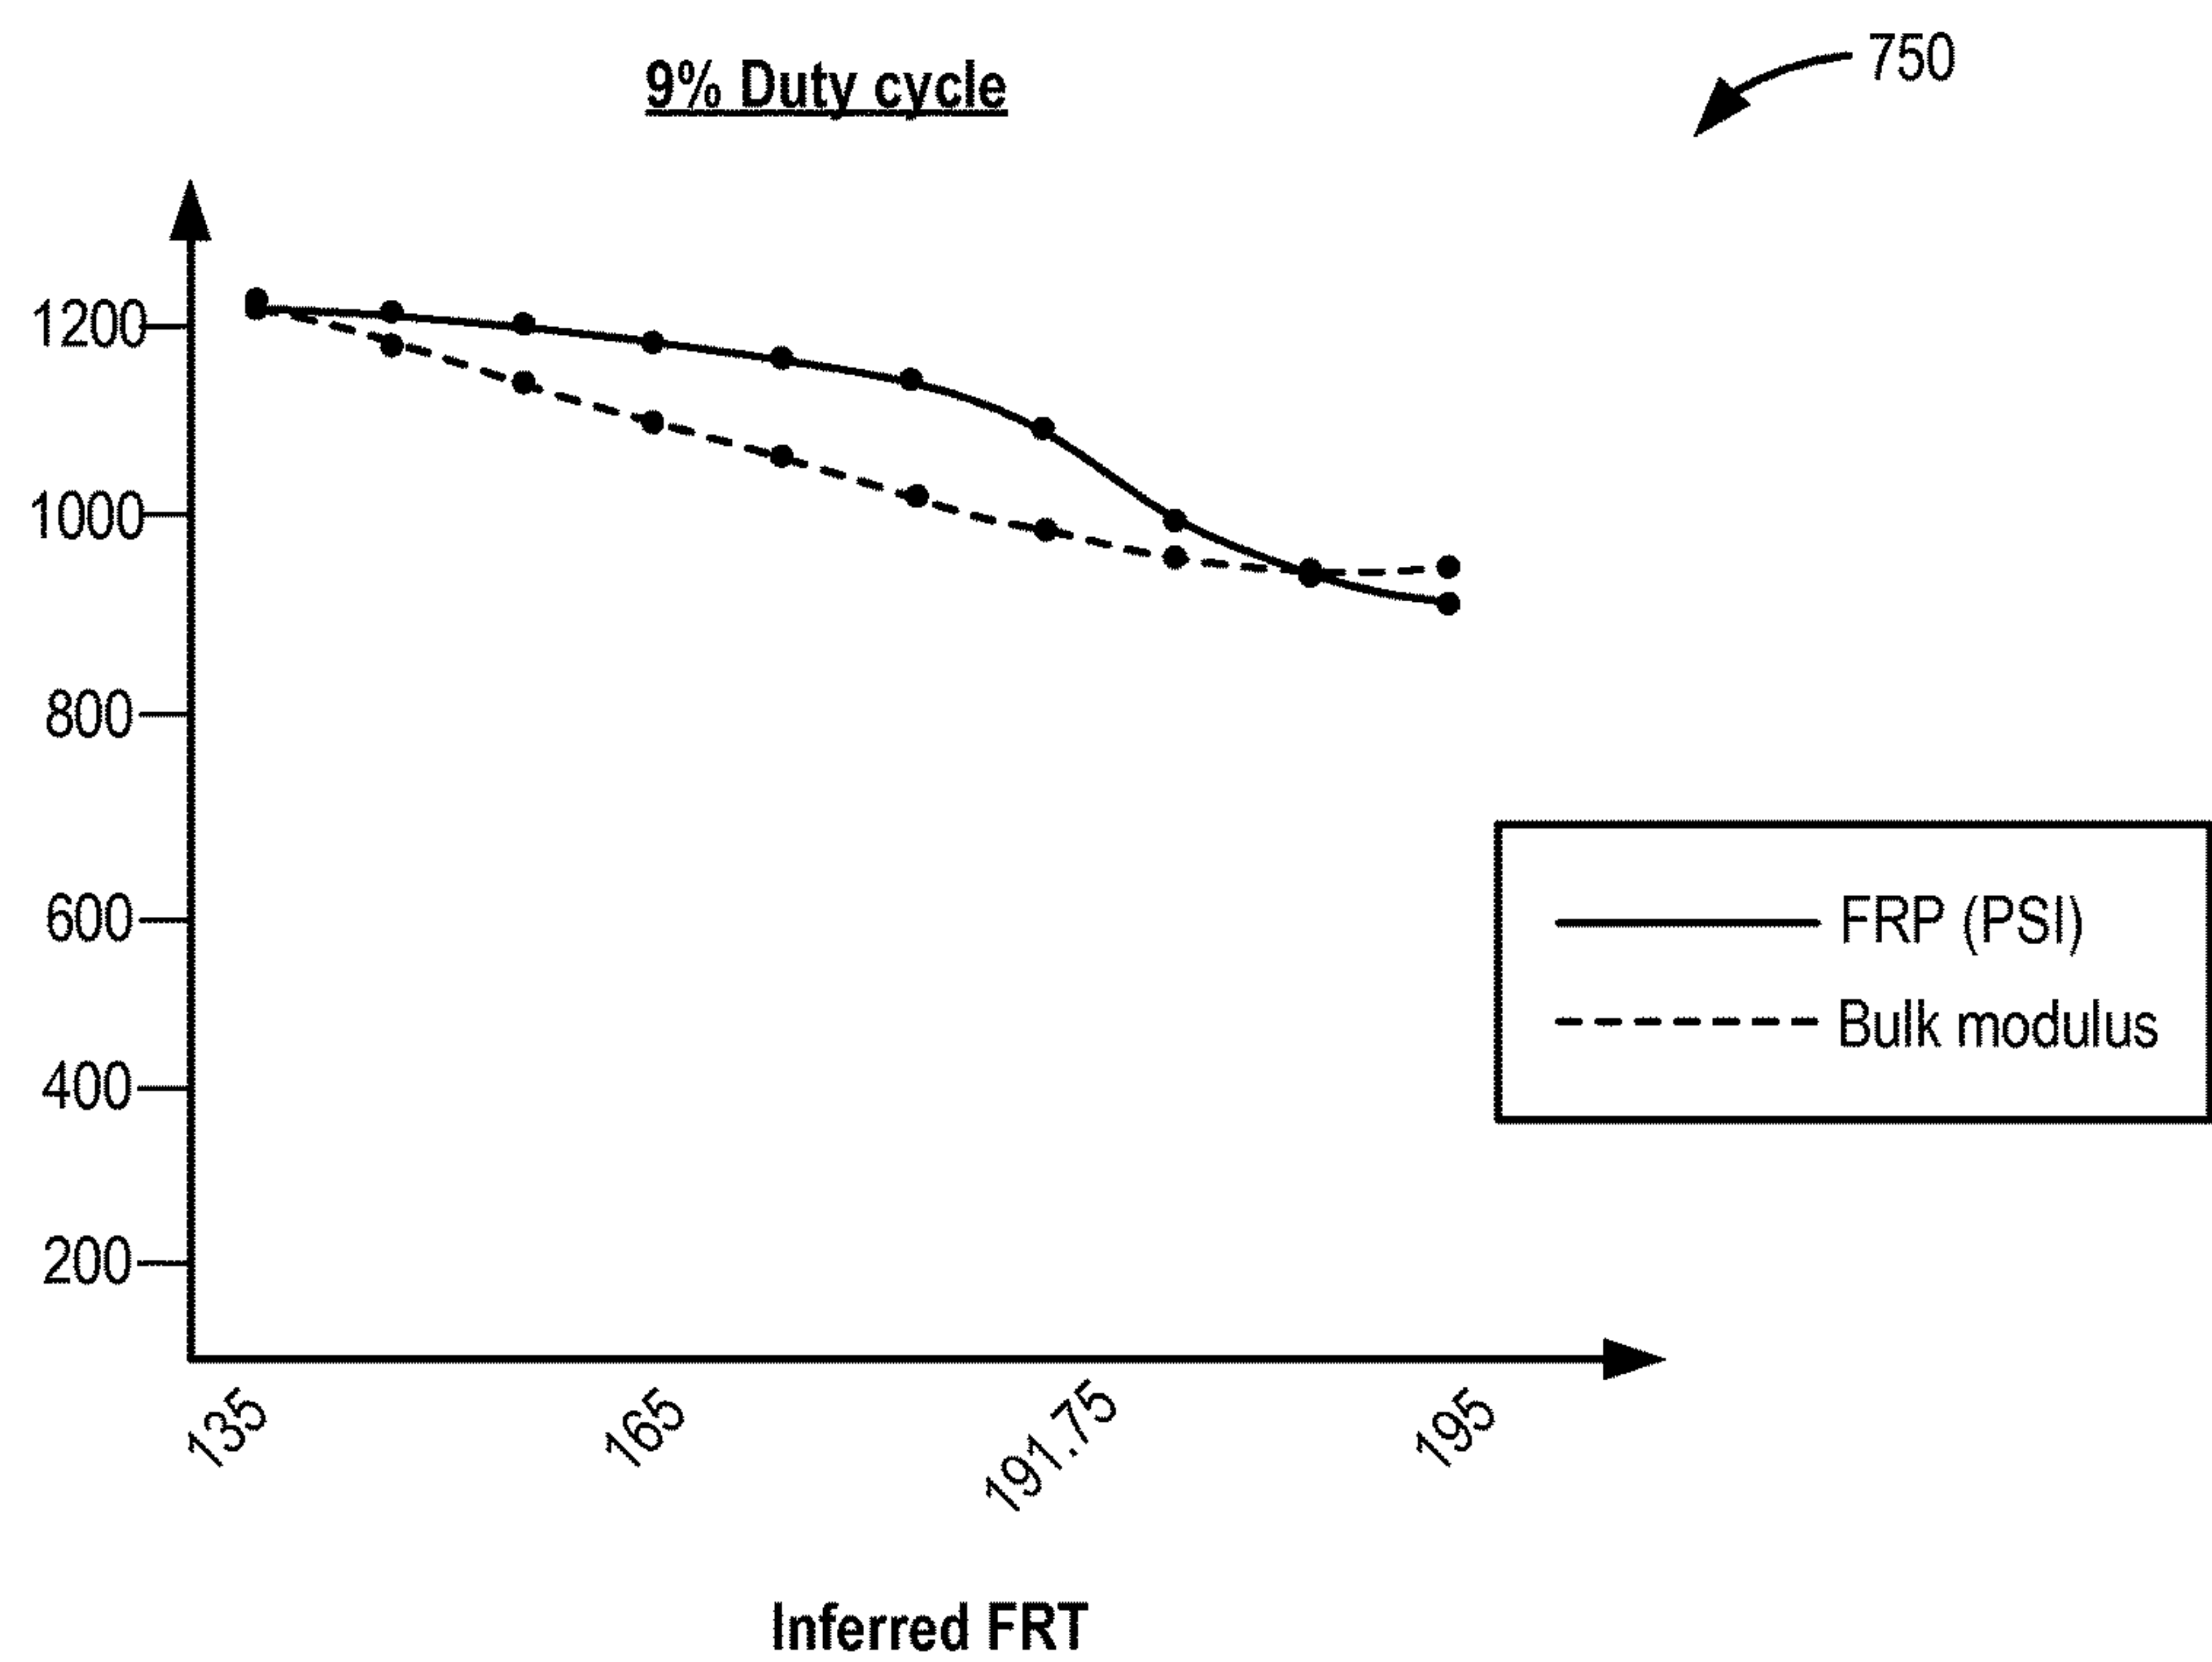 750
9% Duty cycle
1200
1000
800
600
400
200
FRP (PSI)
Bulk modulus
135
165
191.75
195
Inferred FRT